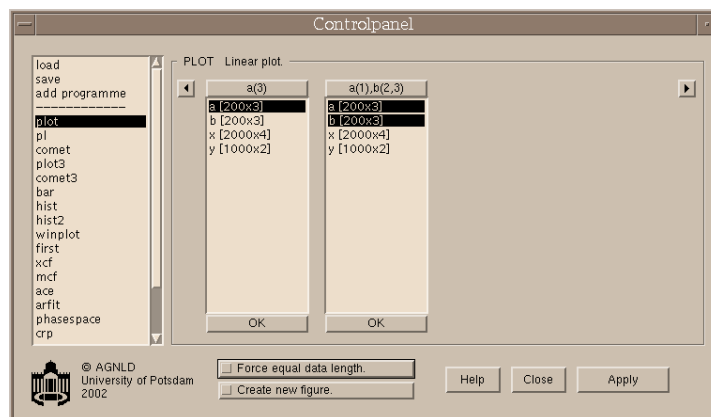 Controlpanel
load
save
add programme
------------
plot
pl
comet
plot3
comet3
bar
hist
hist2
winplot
first
xcf
mcf
ace
arfit
phasespace
crp
PLOT Linear plot.
a(3)
a [200x3]
b [200x3]
x [2000x4]
y [1000x2]
OK
a(1),b(2,3)
a [200x3]
b [200x3]
x [2000x4]
y [1000x2]
OK
© AGNLD
University of Potsdam
2002
Force equal data length.
Create new figure.
Help
Close
Apply